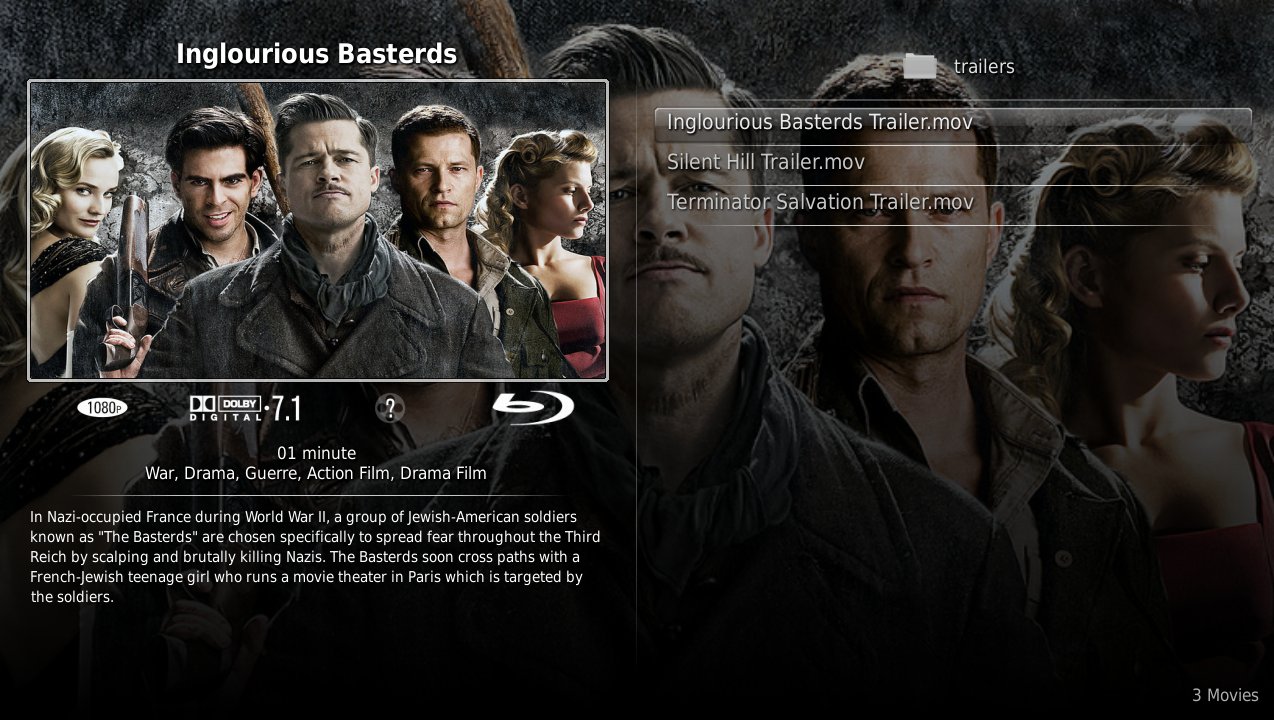 Inglourious Basterds
1080P
DOLBY
DIGITAL·7.1
?
01 minute
War, Drama, Guerre, Action Film, Drama Film
In Nazi-occupied France during World War II, a group of Jewish-American soldiers
known as "The Basterds" are chosen specifically to spread fear throughout the Third
Reich by scalping and brutally killing Nazis. The Basterds soon cross paths with a
French-Jewish teenage girl who runs a movie theater in Paris which is targeted by
the soldiers.
trailers
Inglourious Basterds Trailer.mov
Silent Hill Trailer.mov
Terminator Salvation Trailer.mov
3 Movies